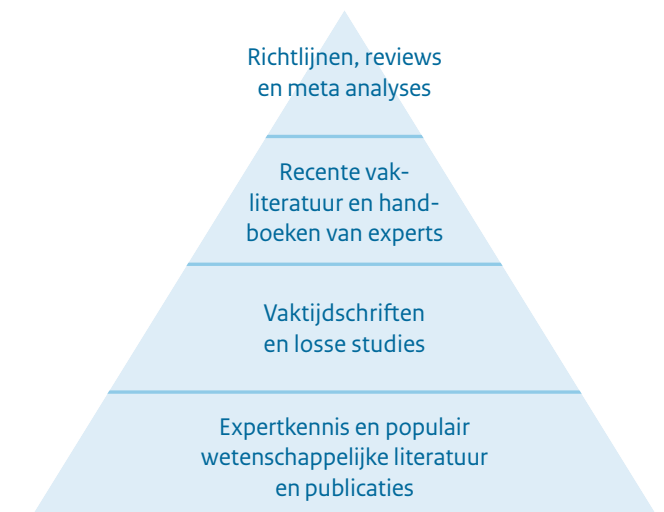 Richtlijnen, reviews
en meta analyses
Recente vak-
literatuur en hand-
boeken van experts
Vaktijdschriften
en losse studies
Expertkennis en populair
wetenschappelijke literatuur
en publicaties